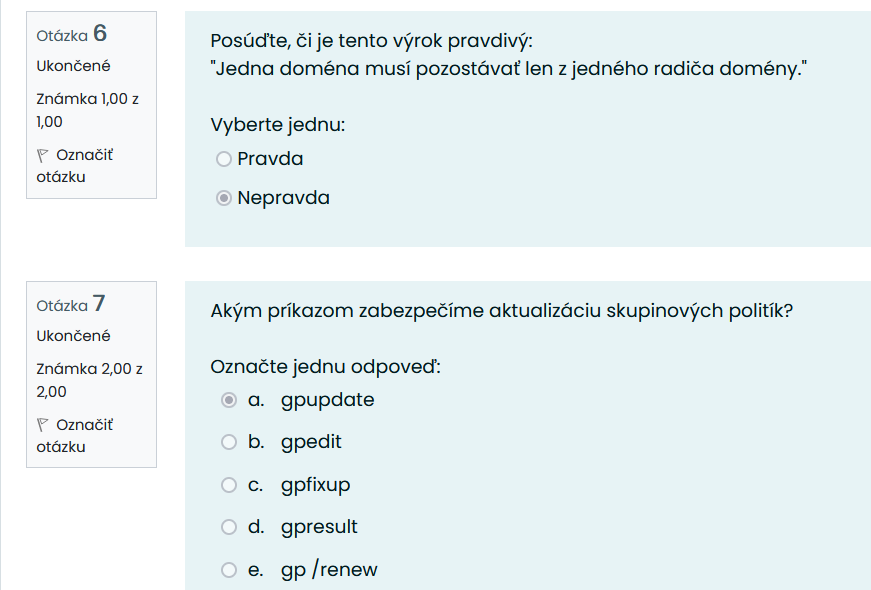 Otázka 6
Ukončené
Známka 1,00 z
1,00
Označiť
otázku
Posúďte, či je tento výrok pravdivý:
"Jedna doména musí pozostávať len z jedného radiča domény."
Vyberte jednu:
Pravda
Nepravda
Otázka 7
Ukončené
Známka 2,00 z
2,00
Označiť
otázku
Akým príkazom zabezpečíme aktualizáciu skupinových politík?
Označte jednu odpoveď:
a. gpupdate
b. gpedit
c. gpfixup
d. gpresult
e. gp /renew